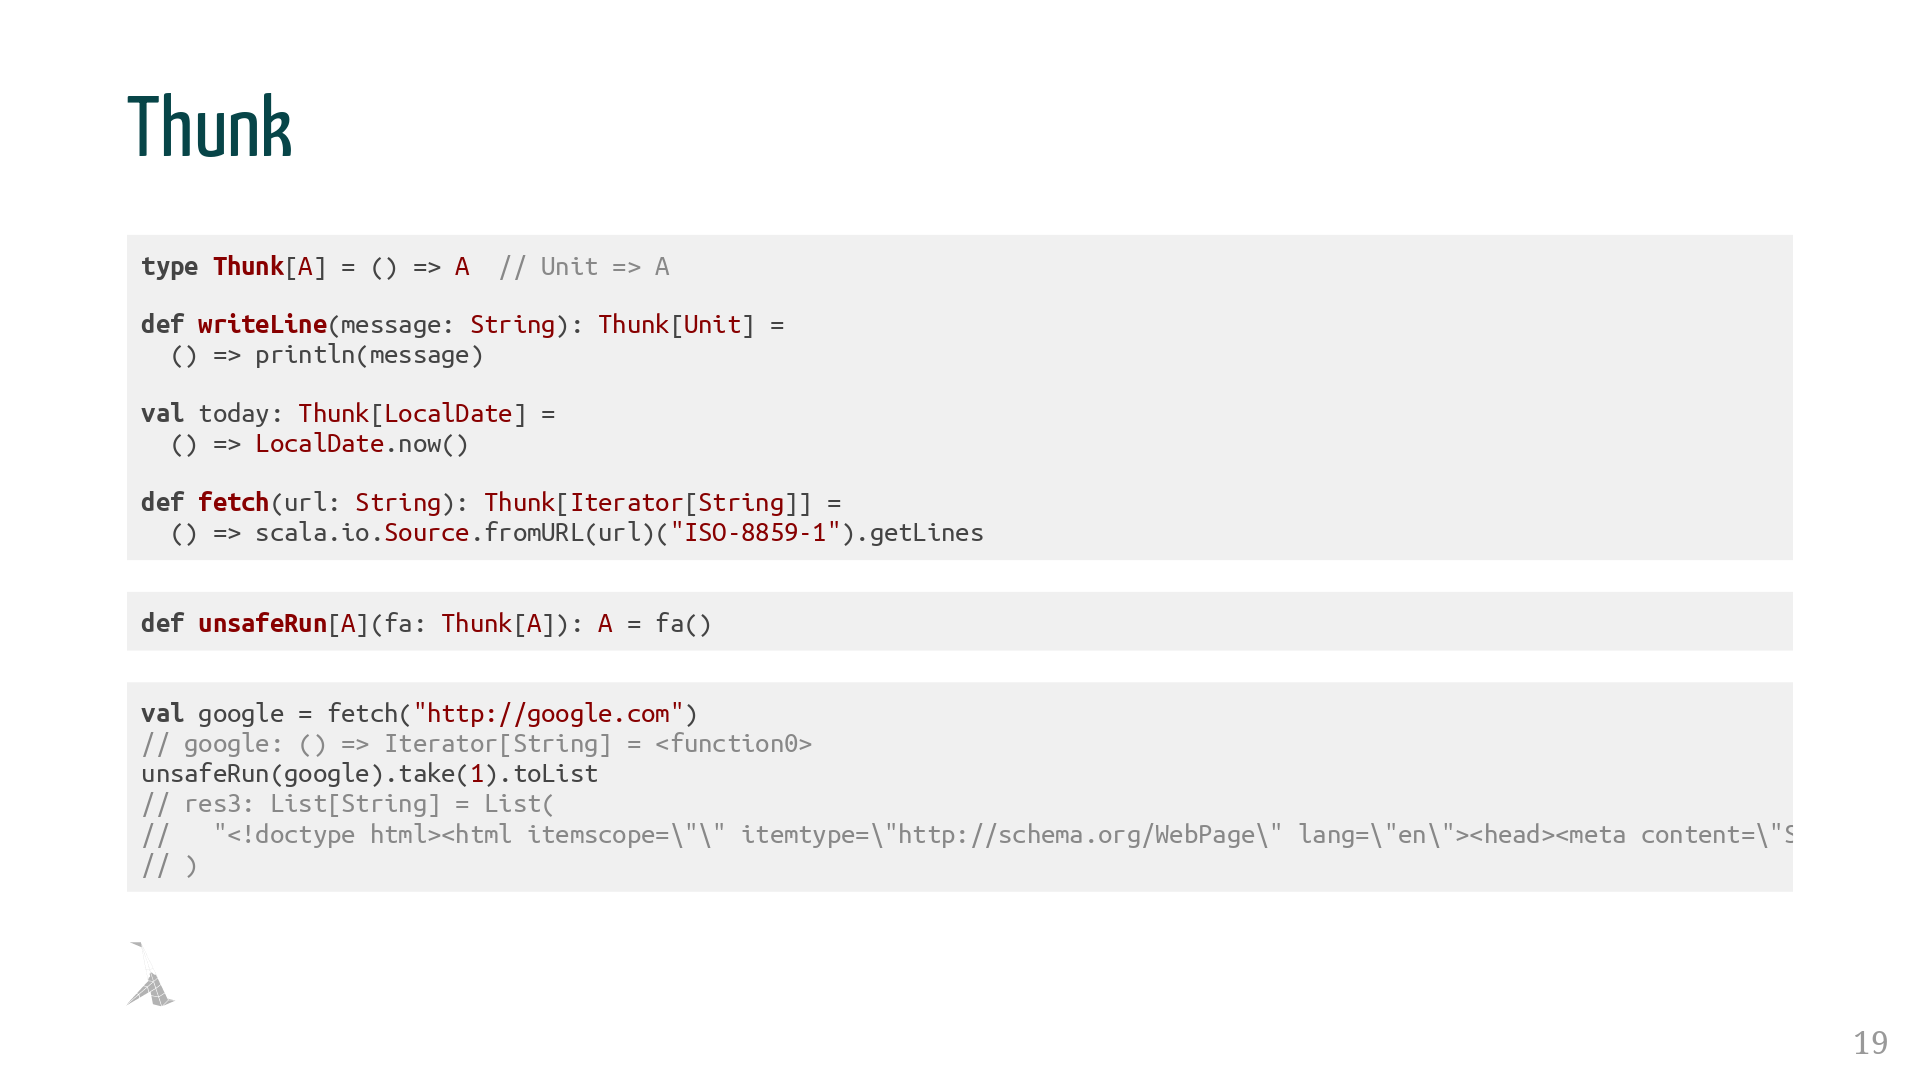 Thunk
type Thunk[A] = () => A  // Unit => A
def writeLine(message: String): Thunk[Unit] =
  () => println(message)
val today: Thunk[LocalDate] =
  () => LocalDate.now()
def fetch(url: String): Thunk[Iterator[String]] =
  () => scala.io.Source.fromURL(url)("ISO-8859-1").getLines
def unsafeRun[A](fa: Thunk[A]): A = fa()
val google = fetch("http://google.com")
// google: () => Iterator[String] = <function0>
unsafeRun(google).take(1).toList
// res3: List[String] = List(
//   "<!doctype html><html itemscope=\"\" itemtype=\"http://schema.org/WebPage\" lang=\"en\"><head><meta content=\"S
// )
19